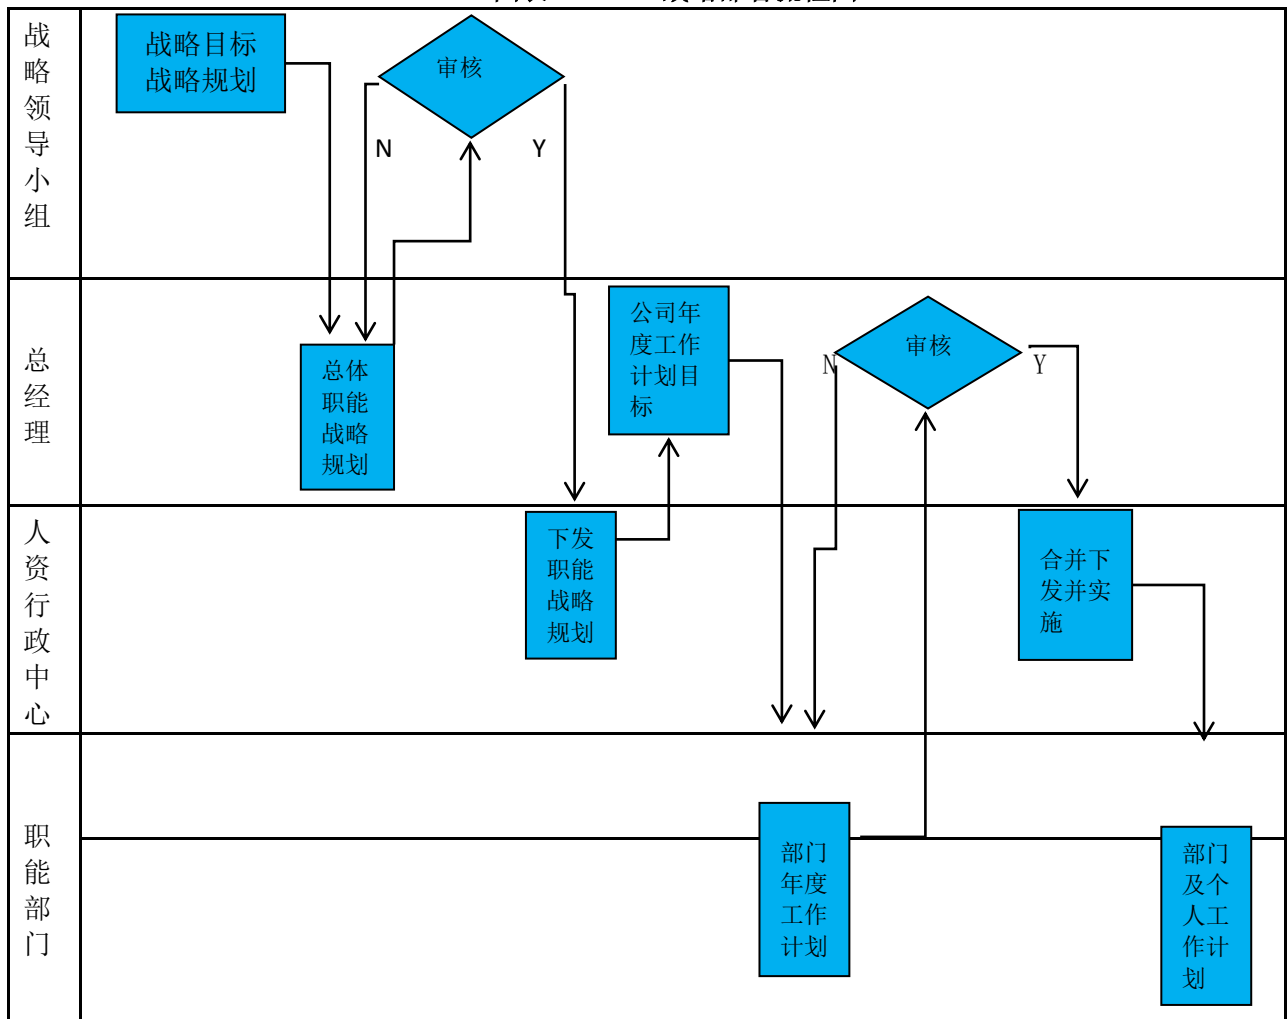 战略领导小组
战略目标
战略规划
审核
N
Y
总经理
总体
职能
战略
规划
公司年
度工作
计划目
标
审核
N
Y
人资行政中心
下发
职能
战略
规划
合并下
发并实
施
职能部门
部门
年度
工作
计划
部门
及个
人工
作计
划